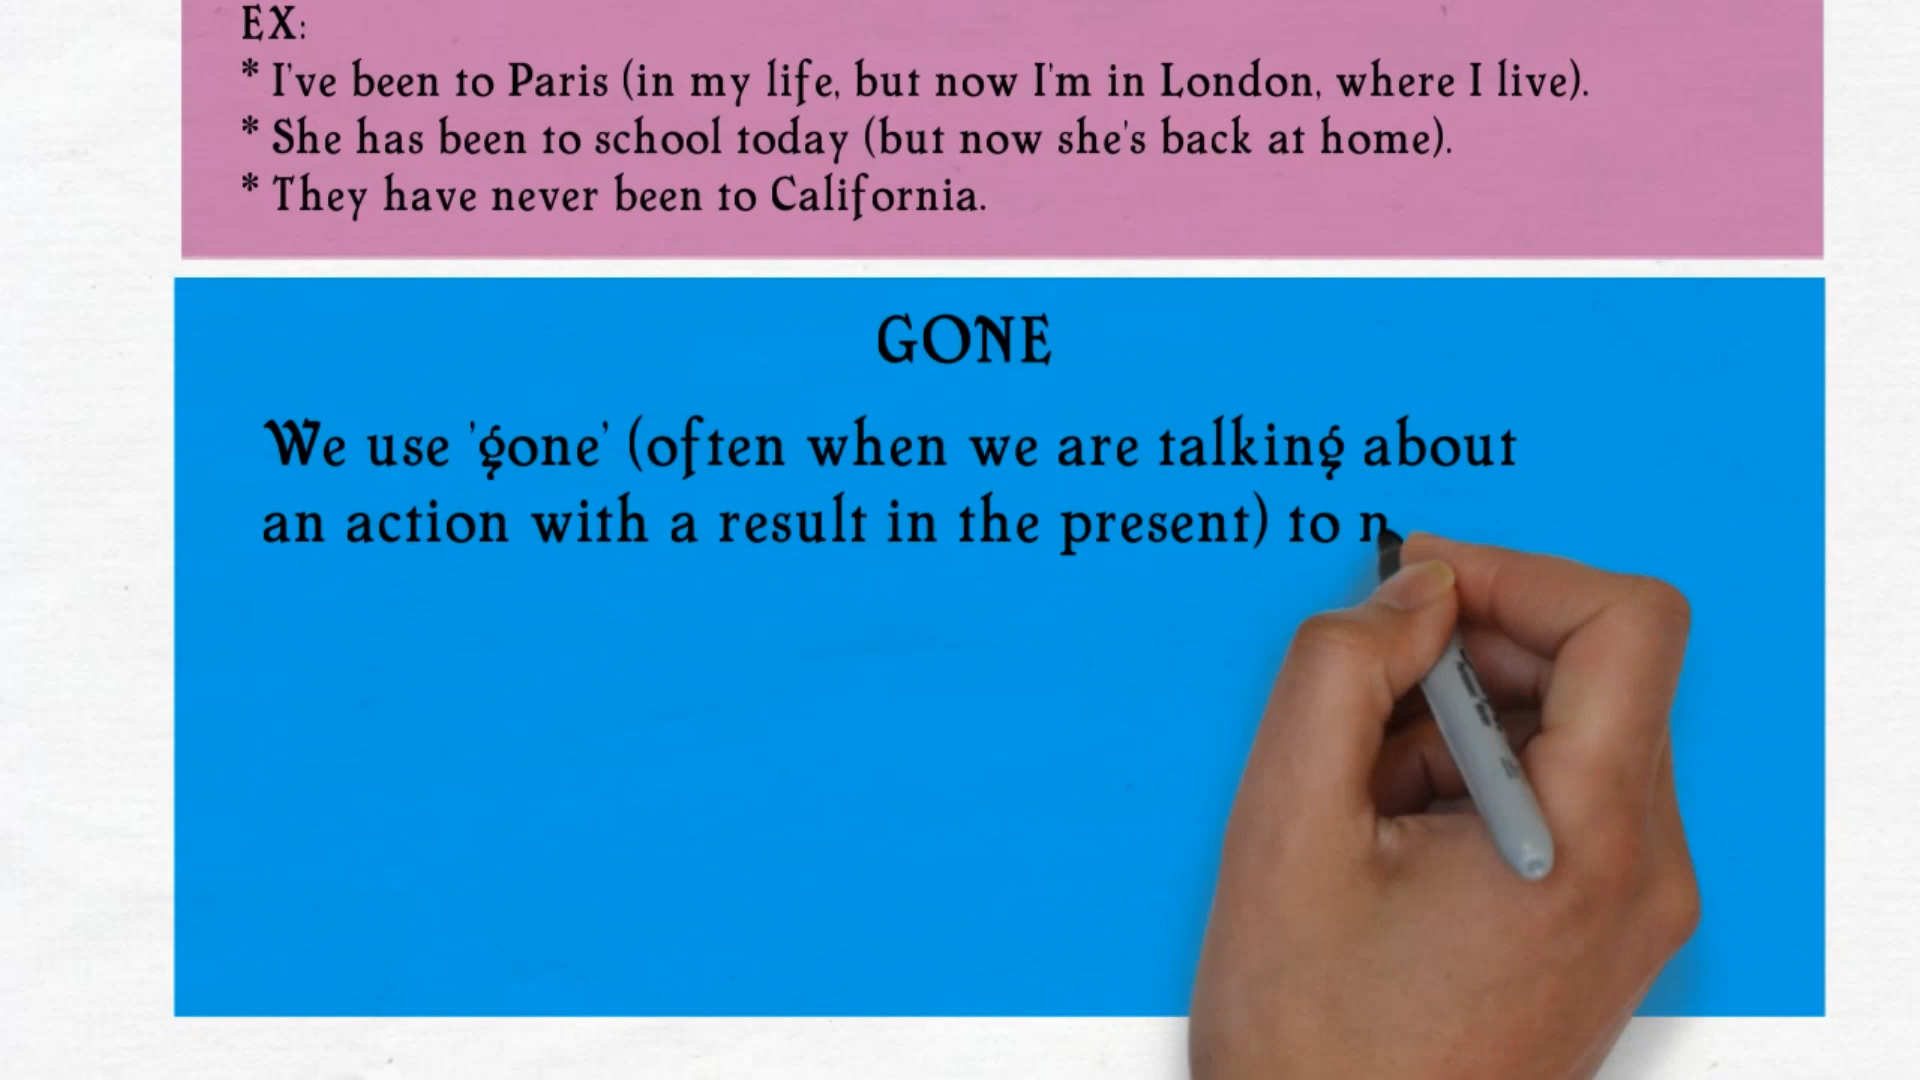 EX:
* I've been to Paris (in my life, but now I'm in London, where I live).
* She has been to school today (but now she's back at home).
* They have never been to California.
GONE
We use 'gone' (often when we are talking about
an action with a result in the present) to